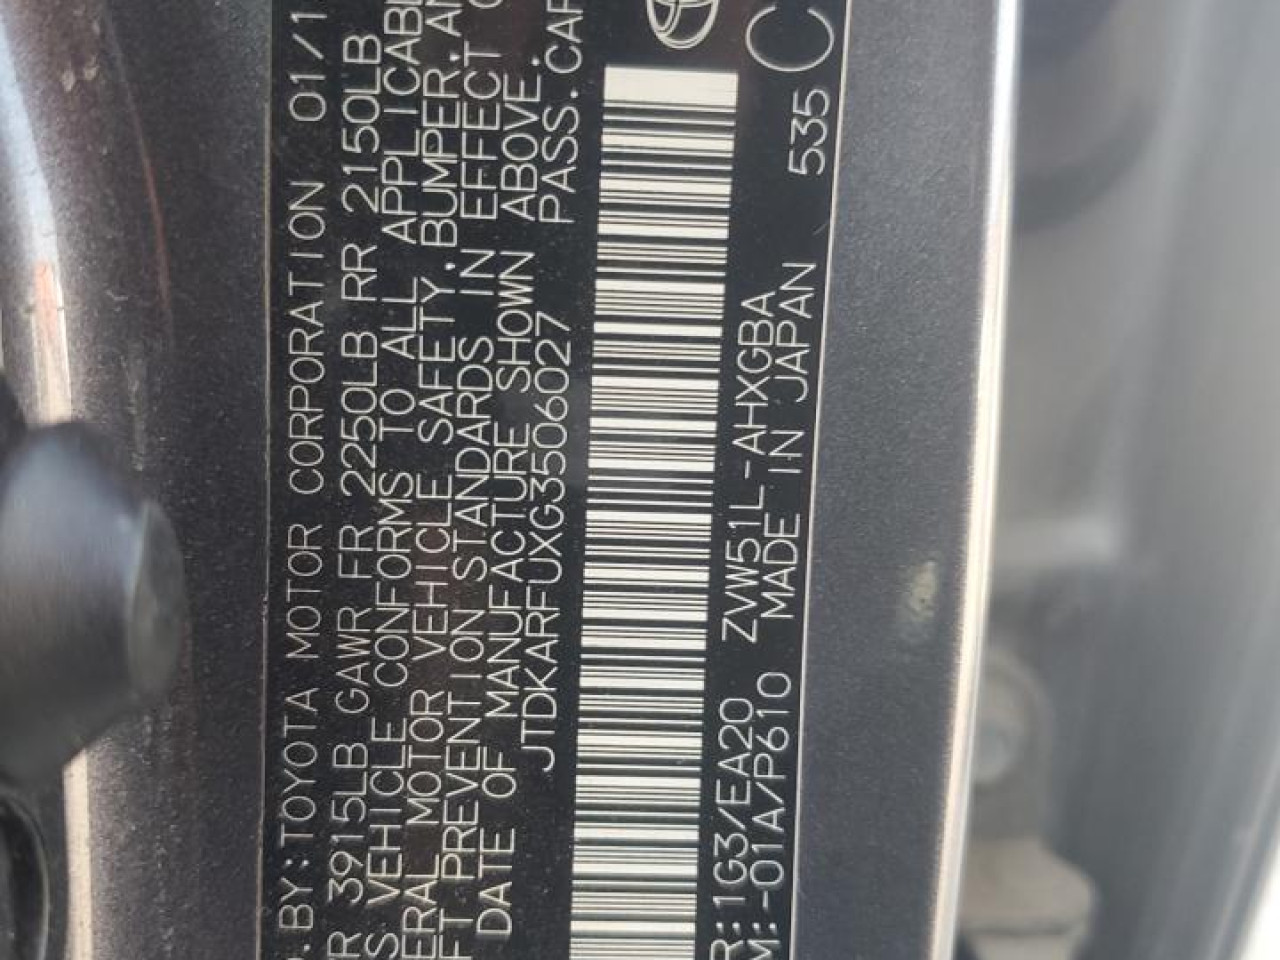 D.BY:TOYOTA MOTOR CORPORATION 01/1
R 3915LB GAWR FR 2250LB RR 2150LB
S VEHICLE CONFORMS TO ALL APPLICABL
ERAL MOTOR VEHICLE SAFETY, BUMPER, AN
FT PREVENTION STANDARDS IN EFFECT O
DATE OF MANUFACTURE SHOWN ABOVE.
JTDKARFUXG3506027 PASS.CAR
R:1G3/EA20 ZVW51L-AHXGBA
M:-01A/P610 MADE IN JAPAN 535 C